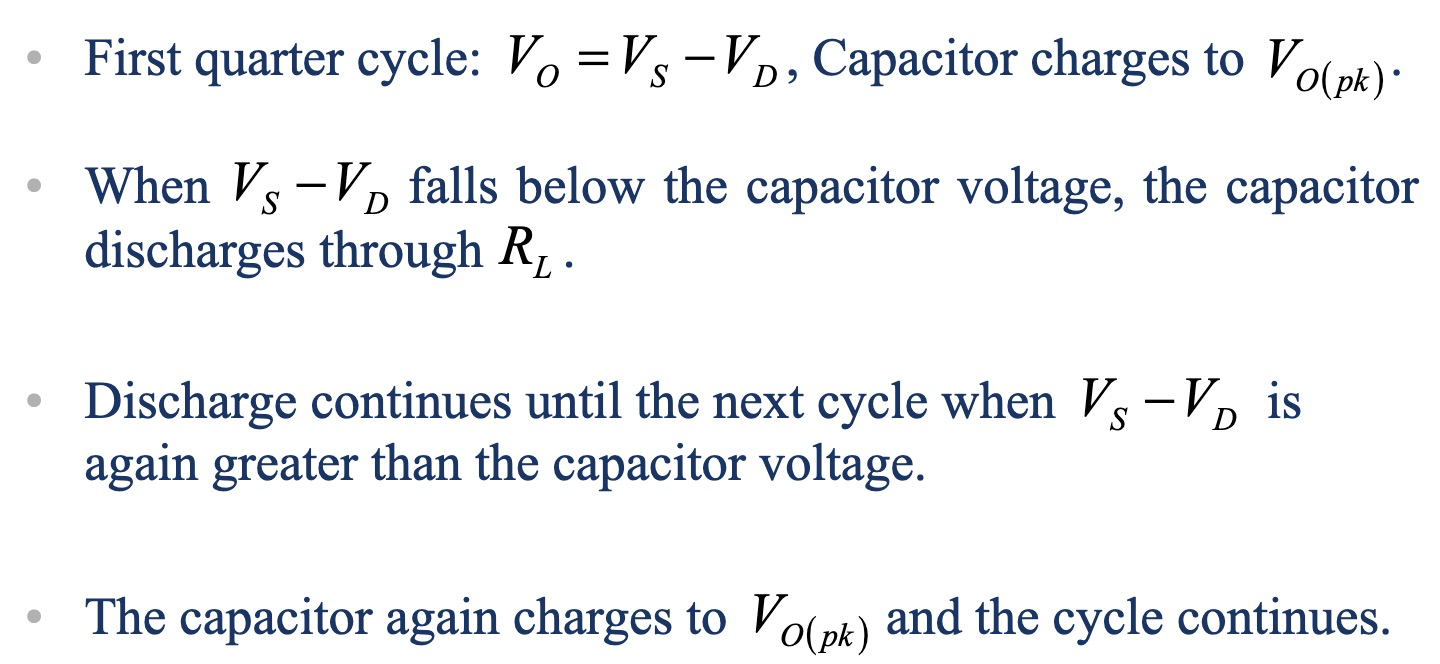 • First quarter cycle: V_O = V_S − V_D, Capacitor charges to V_O(pk).
• When V_S − V_D falls below the capacitor voltage, the capacitor
discharges through R_L.
• Discharge continues until the next cycle when V_S − V_D is
again greater than the capacitor voltage.
• The capacitor again charges to V_O(pk) and the cycle continues.